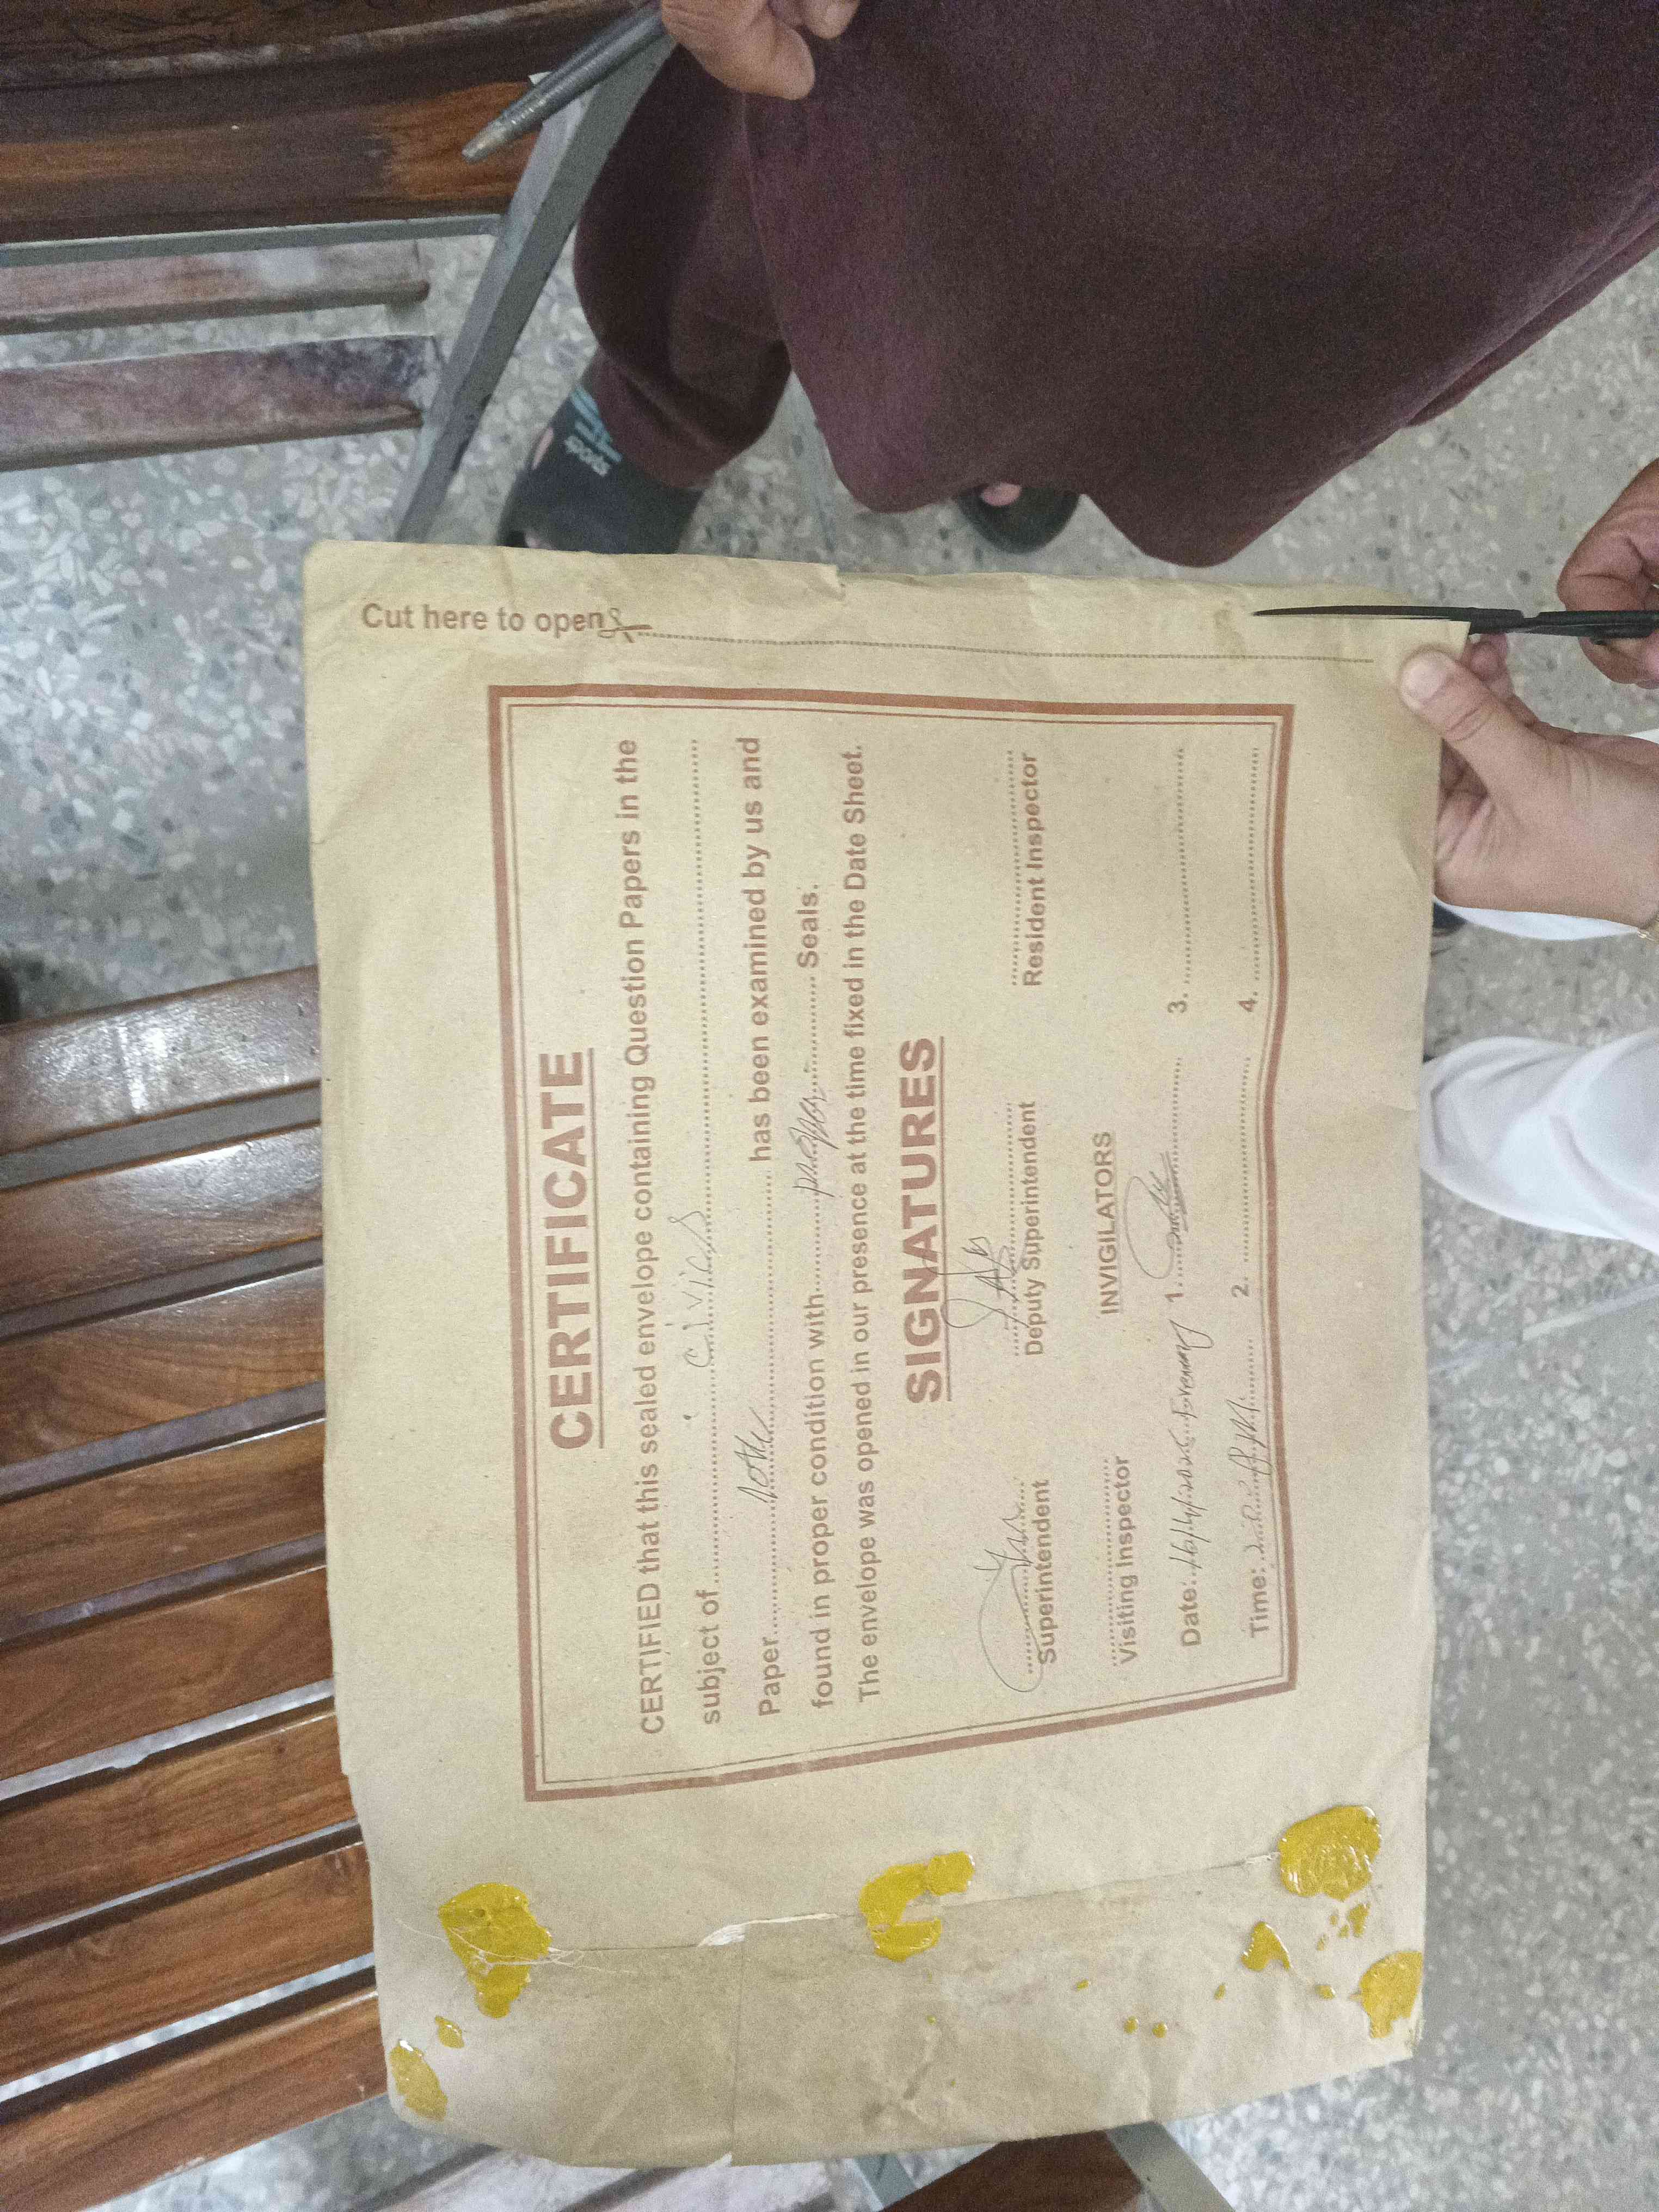 Cut here to open
CERTIFICATE
CERTIFIED that this sealed envelope containing Question Papers in the
subject of..........Civics..........
Paper.......... has been examined by us and
found in proper condition with.......... Seals.
The envelope was opened in our presence at the time fixed in the Date Sheet.
SIGNATURES
Superintendent Deputy Superintendent Resident Inspector
INVIGILATORS
Visiting Inspector
Date: Evening 1. 3.
Time: 2. 4.
sports